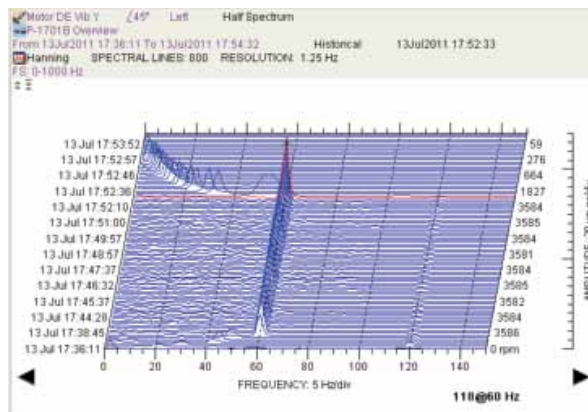 Motor DE Vib Y ∠45° Left Half Spectrum
P-1701B Overview
From 13Jul2011 17:36:11 To 13Jul2011 17:54:32 Historical 13Jul2011 17:52:33
Hanning SPECTRAL LINES: 800 RESOLUTION: 1.25 Hz
FS: 0-1000 Hz
13 Jul 17:53:52 59
13 Jul 17:52:57 276
13 Jul 17:52:46 664
13 Jul 17:52:36 1827
13 Jul 17:52:10 3584
13 Jul 17:51:00 3585
13 Jul 17:49:57 3584
13 Jul 17:48:57 3581
13 Jul 17:47:37 3584
13 Jul 17:46:32 3585
13 Jul 17:45:37 3582
13 Jul 17:44:28 3584
13 Jul 17:38:45 3586
13 Jul 17:36:11 0 rpm
0 20 40 60 80 100 120 140
FREQUENCY: 5 Hz/div
118@60 Hz